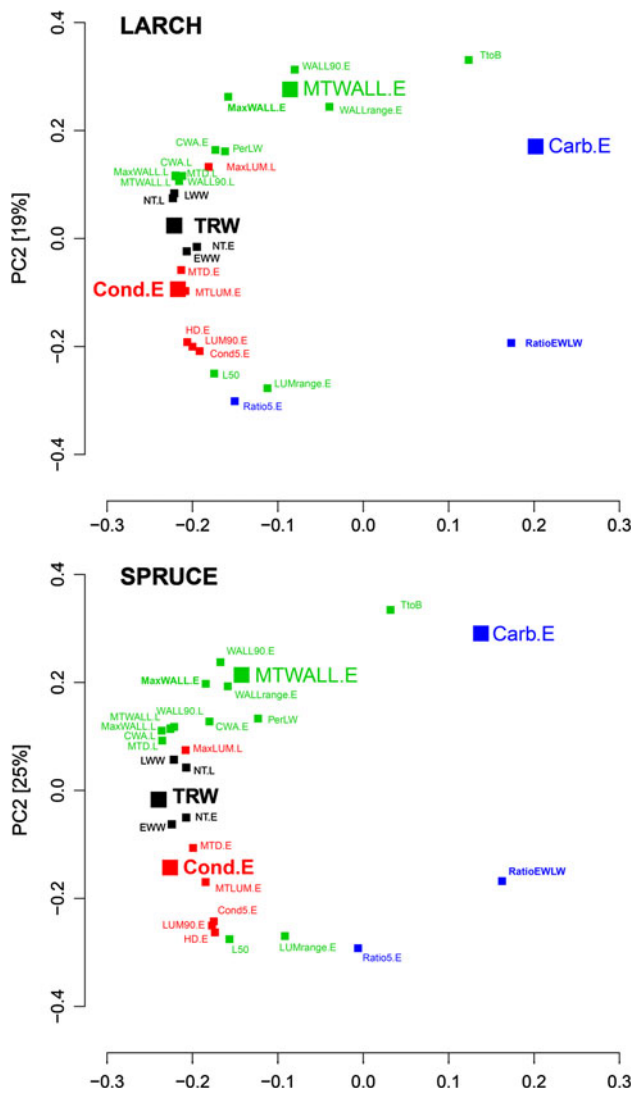 LARCH
0.4
TtoB
WALL90.E
MTWALL.E
MaxWALL.E
WALLrange.E
0.2
CWA.E
PerLW
Carb.E
CWA.L
MaxLUM.L
MaxWALL.L
MTD.L
MTWALL.L
WALL90.L
LWW
NT.L
PC2 [19%]
0.0
TRW
NT.E
EWW
MTD.E
Cond.E
MTLUM.E
HD.E
LUM90.E
Cond5.E
RatioEWLW
−0.2
L50
LUMrange.E
Ratio5.E
−0.4
−0.3 −0.2 −0.1 0.0 0.1 0.2 0.3
SPRUCE
0.4
TtoB
Carb.E
WALL90.E
MaxWALL.E
MTWALL.E
WALLrange.E
0.2
MTWALL.L
WALL90.L
PerLW
MaxWALL.L
CWA.E
CWA.L
MTD.L
MaxLUM.L
LWW
NT.L
PC2 [25%]
0.0
TRW
NT.E
EWW
MTD.E
Cond.E
MTLUM.E
RatioEWLW
−0.2
Cond5.E
LUM90.E
HD.E
L50
LUMrange.E
Ratio5.E
−0.4
−0.3 −0.2 −0.1 0.0 0.1 0.2 0.3